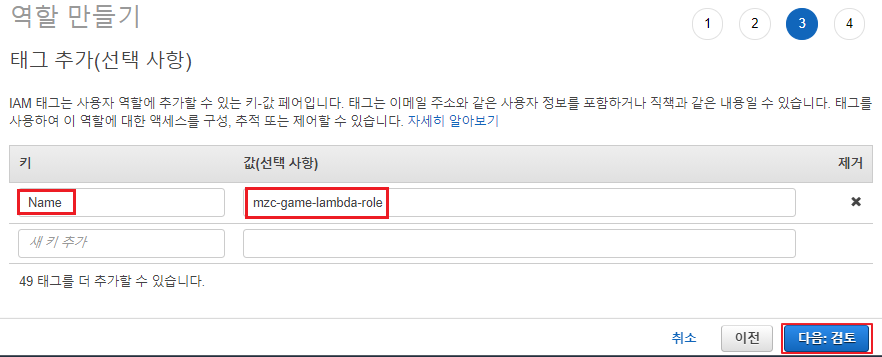 역할 만들기
1 2 3 4
태그 추가(선택 사항)
IAM 태그는 사용자 역할에 추가할 수 있는 키-값 페어입니다. 태그는 이메일 주소와 같은 사용자 정보를 포함하거나 직책과 같은 내용일 수 있습니다. 태그를
사용하여 이 역할에 대한 액세스를 구성, 추적 또는 제어할 수 있습니다. 자세히 알아보기
키 값(선택 사항) 제거
Name mzc-game-lambda-role ✖
새 키 추가
49 태그를 더 추가할 수 있습니다.
취소 이전 다음: 검토